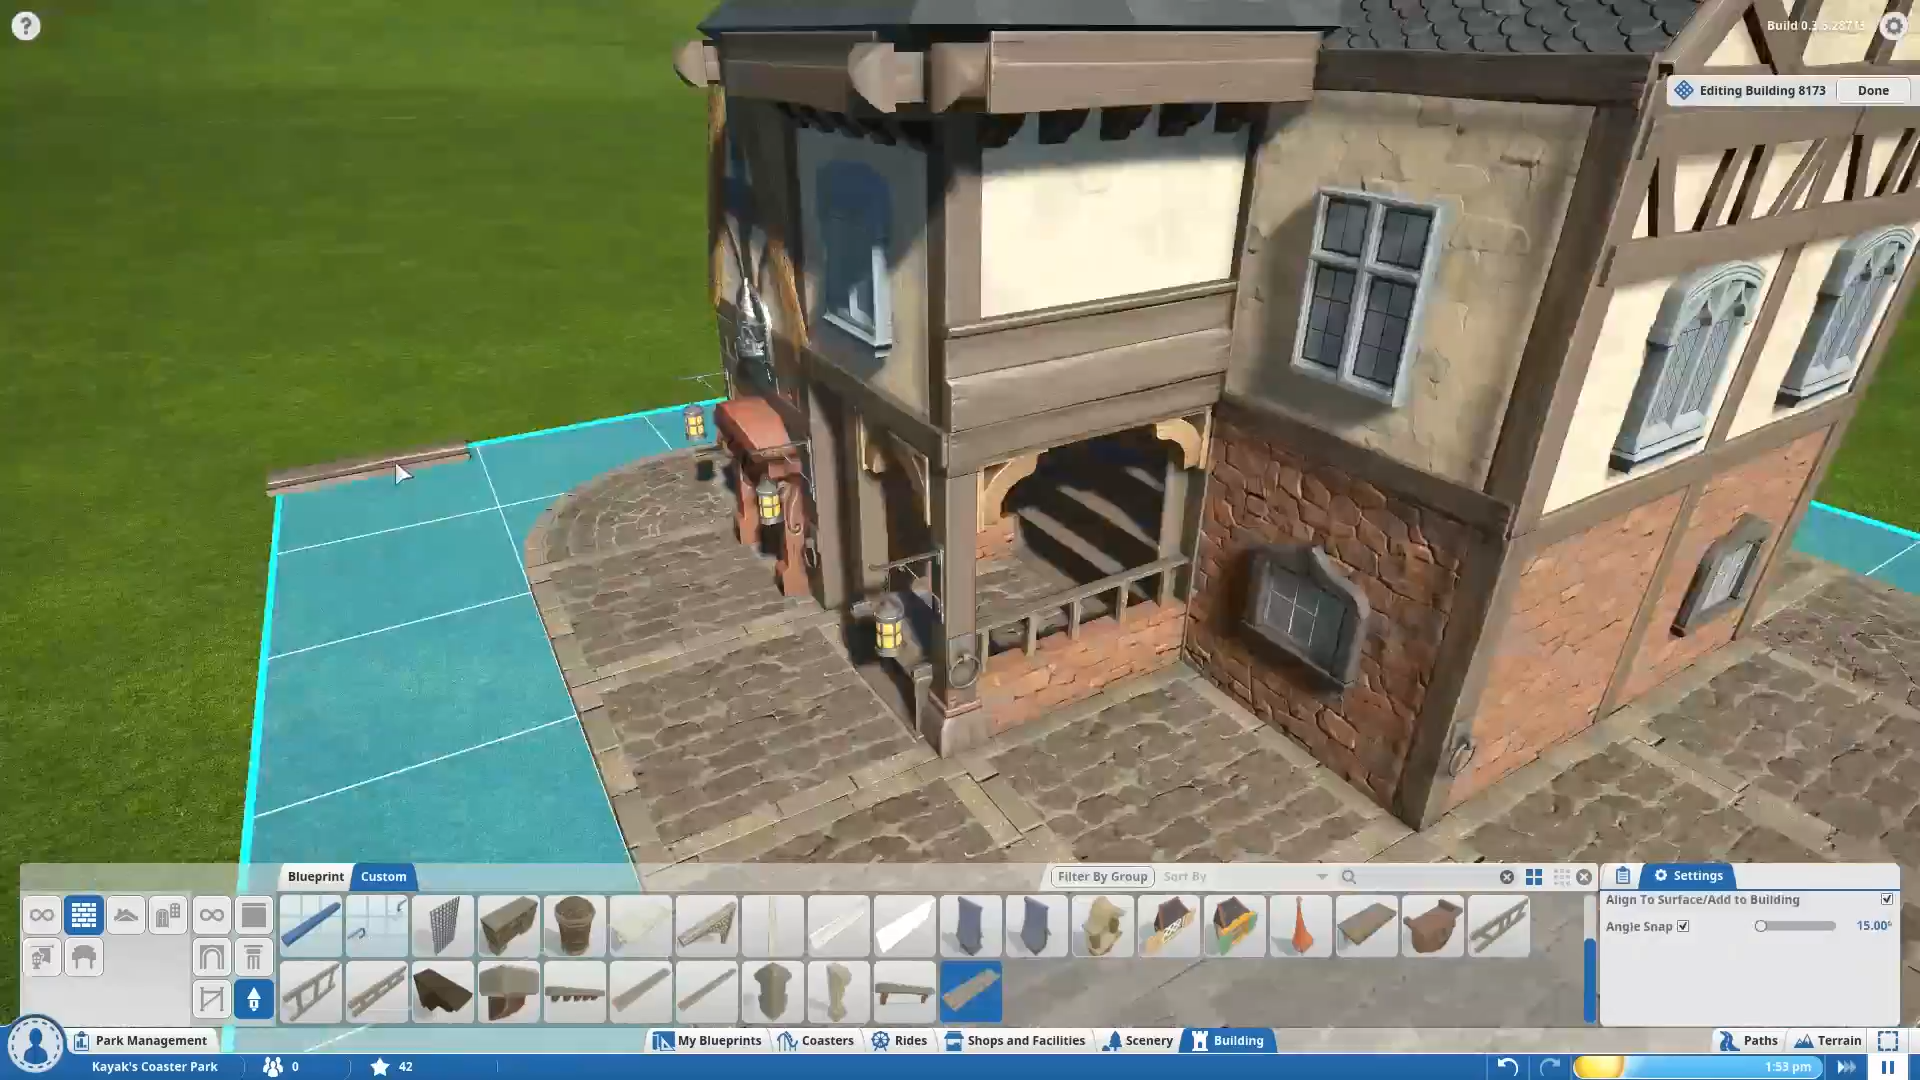 ?
Build 0.3.5.2871
Editing Building 8173
Done
Blueprint
Custom
Filter By Group
Sort By
Settings
Align To Surface/Add to Building
Angle Snap
15.00°
Park Management
My Blueprints
Coasters
Rides
Shops and Facilities
Scenery
Building
Paths
Terrain
Kayak's Coaster Park
0
42
1:53 pm